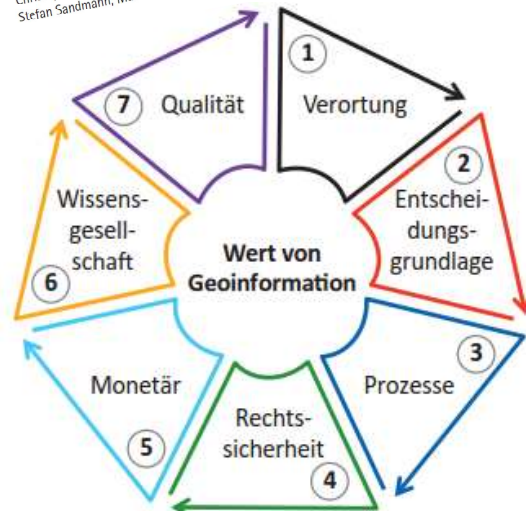 Stefan Sandmann,
1
Verortung
2
Entschei-
dungs-
grundlage
3
Prozesse
4
Rechts-
sicherheit
5
Monetär
6
Wissens-
gesell-
schaft
7
Qualität
Wert von
Geoinformation